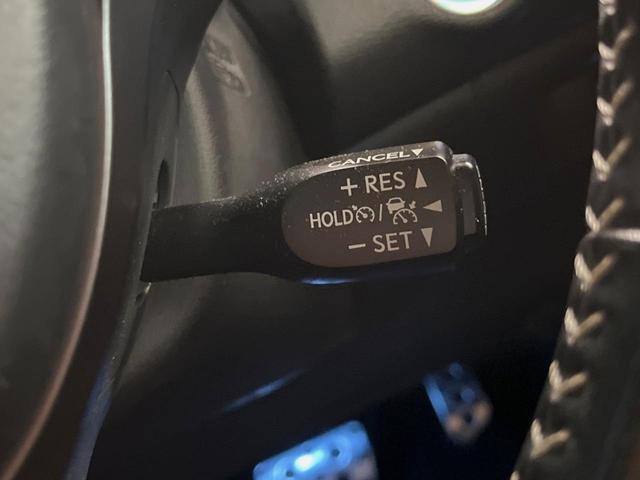 CANCEL▼
+ RES ▲
HOLD / ◀
− SET ▼